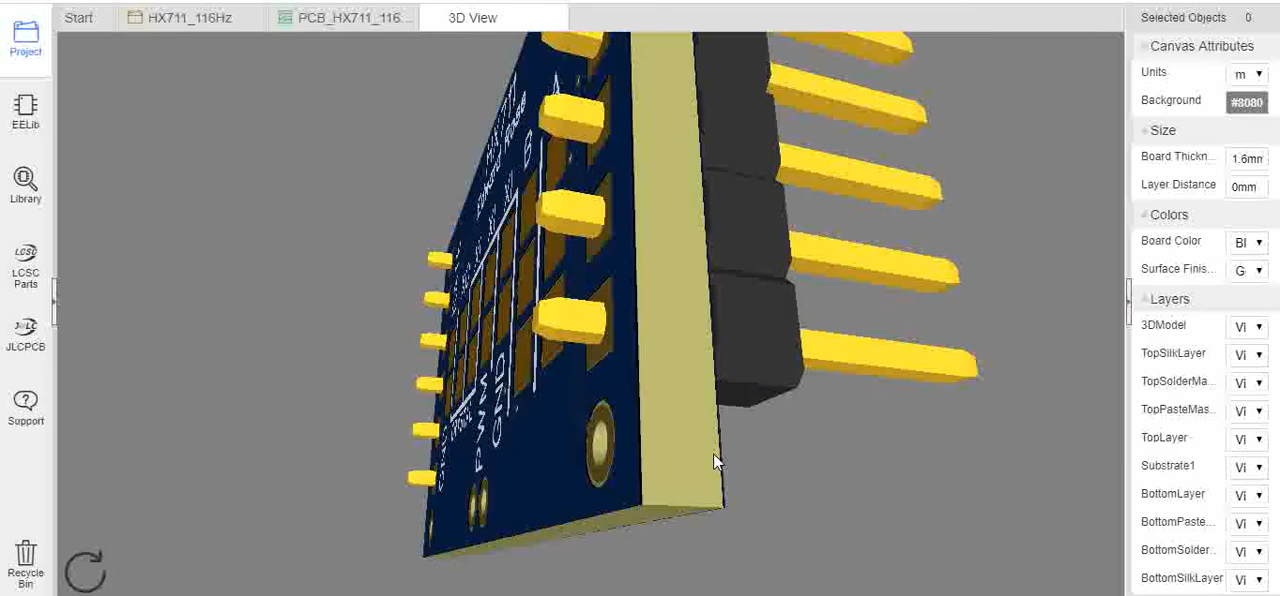 Start
HX711_116Hz
PCB_HX711_116...
3D View
Selected Objects 0
Project
EELib
Library
LCSC
LCSC
Parts
JLCPCB
Support
Recycle
Bin
Canvas Attributes
Units m
Background #8080
Size
Board Thickn... 1.6mm
Layer Distance 0mm
Colors
Board Color Bl
Surface Finis... G
Layers
3DModel Vi
TopSilkLayer Vi
TopSolderMa... Vi
TopPasteMas... Vi
TopLayer Vi
Substrate1 Vi
BottomLayer Vi
BottomPaste... Vi
BottomSolder.. Vi
BottomSilkLayer Vi
PWM
GND